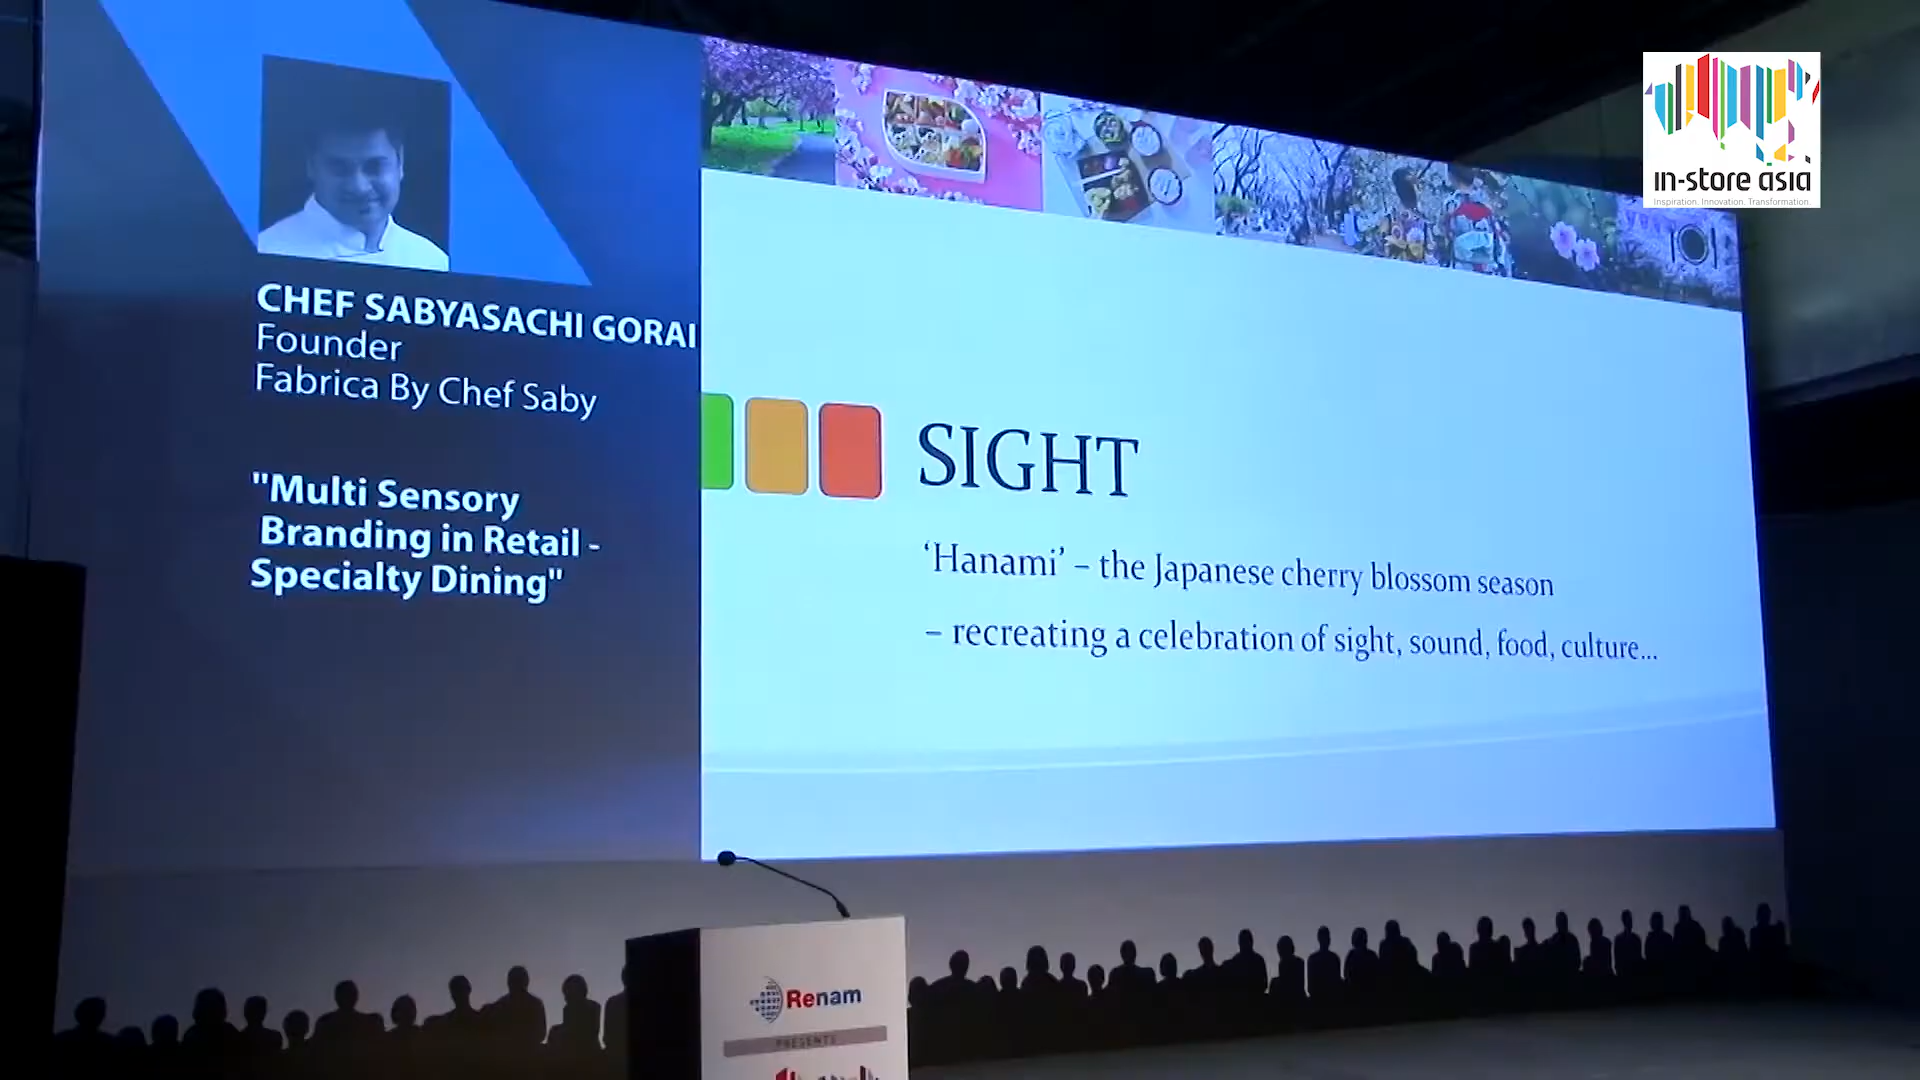 CHEF SABYASACHI GORAI
Founder
Fabrica By Chef Saby
"Multi Sensory
Branding in Retail -
Specialty Dining"
SIGHT
‘Hanami’ – the Japanese cherry blossom season
– recreating a celebration of sight, sound, food, culture...
in-store asia
Inspiration. Innovation. Transformation.
Renam
PRESENTS